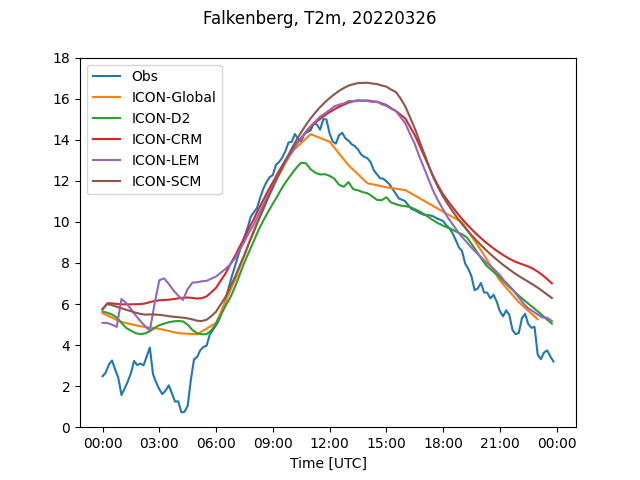 Falkenberg, T2m, 20220326
18
16
14
12
10
8
6
4
2
0
Obs
ICON-Global
ICON-D2
ICON-CRM
ICON-LEM
ICON-SCM
00:00 03:00 06:00 09:00 12:00 15:00 18:00 21:00 00:00
Time [UTC]